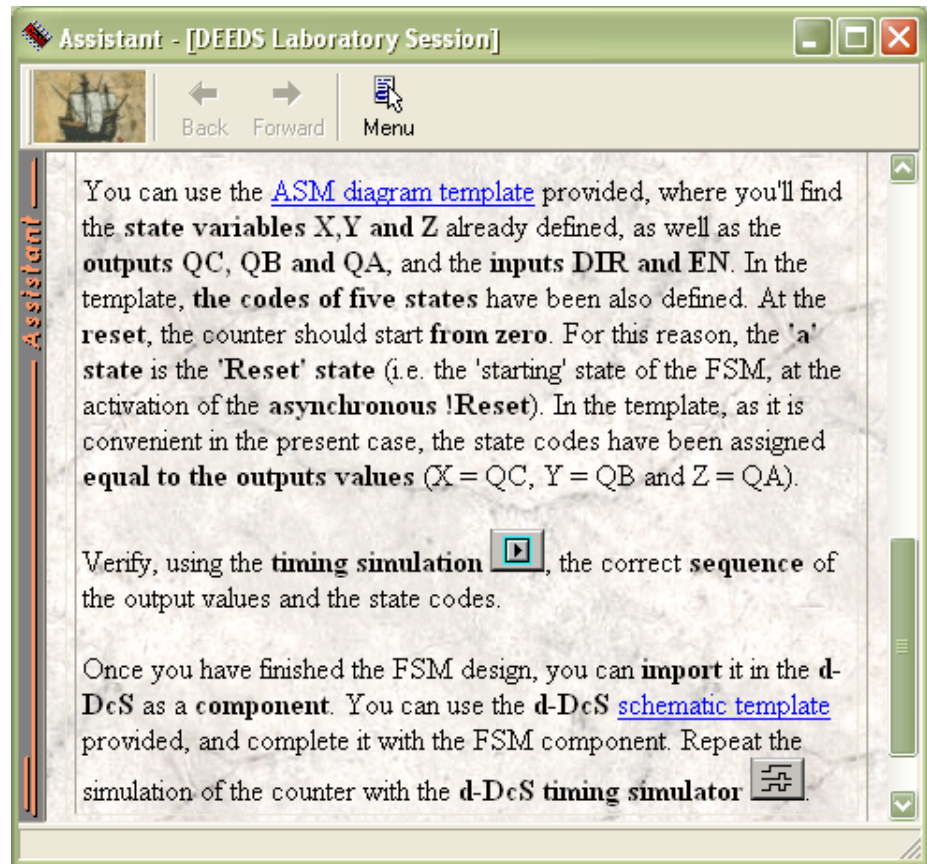 Assistant - [DEEDS Laboratory Session]
Back Forward Menu
Assistant
You can use the ASM diagram template provided, where you'll find
the state variables X,Y and Z already defined, as well as the
outputs QC, QB and QA, and the inputs DIR and EN. In the
template, the codes of five states have been also defined. At the
reset, the counter should start from zero. For this reason, the 'a'
state is the 'Reset' state (i.e. the 'starting' state of the FSM, at the
activation of the asynchronous !Reset). In the template, as it is
convenient in the present case, the state codes have been assigned
equal to the outputs values (X = QC, Y = QB and Z = QA).
Verify, using the timing simulation , the correct sequence of
the output values and the state codes.
Once you have finished the FSM design, you can import it in the d-
DcS as a component. You can use the d-DcS schematic template
provided, and complete it with the FSM component. Repeat the
simulation of the counter with the d-DcS timing simulator .